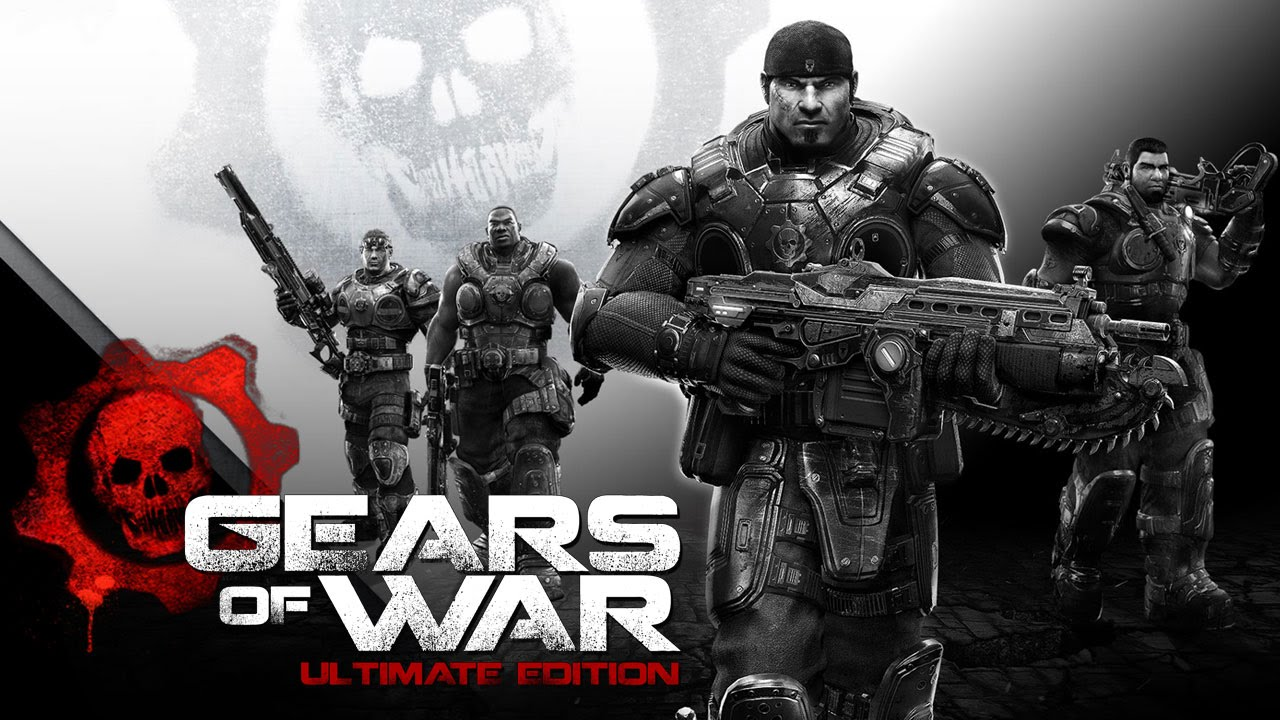 GEARS
OF WAR
ULTIMATE EDITION